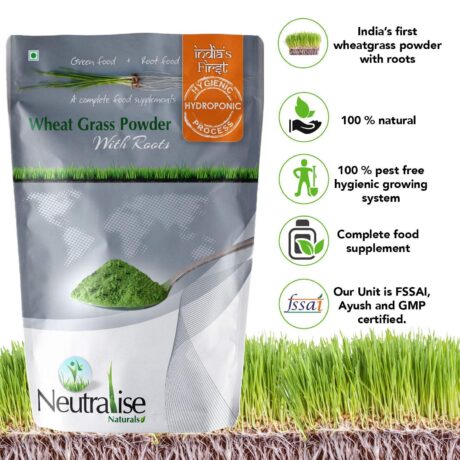 Green food + Root food
A complete food supplements
india's
First
HYGIENIC
HYDROPONIC
PROCESS
Wheat Grass Powder
With Roots
Neutralise
Naturals
India's first
wheatgrass powder
with roots
100 % natural
100 % pest free
hygienic growing
system
Complete food
supplement
fssai
Our Unit is FSSAI,
Ayush and GMP
certified.